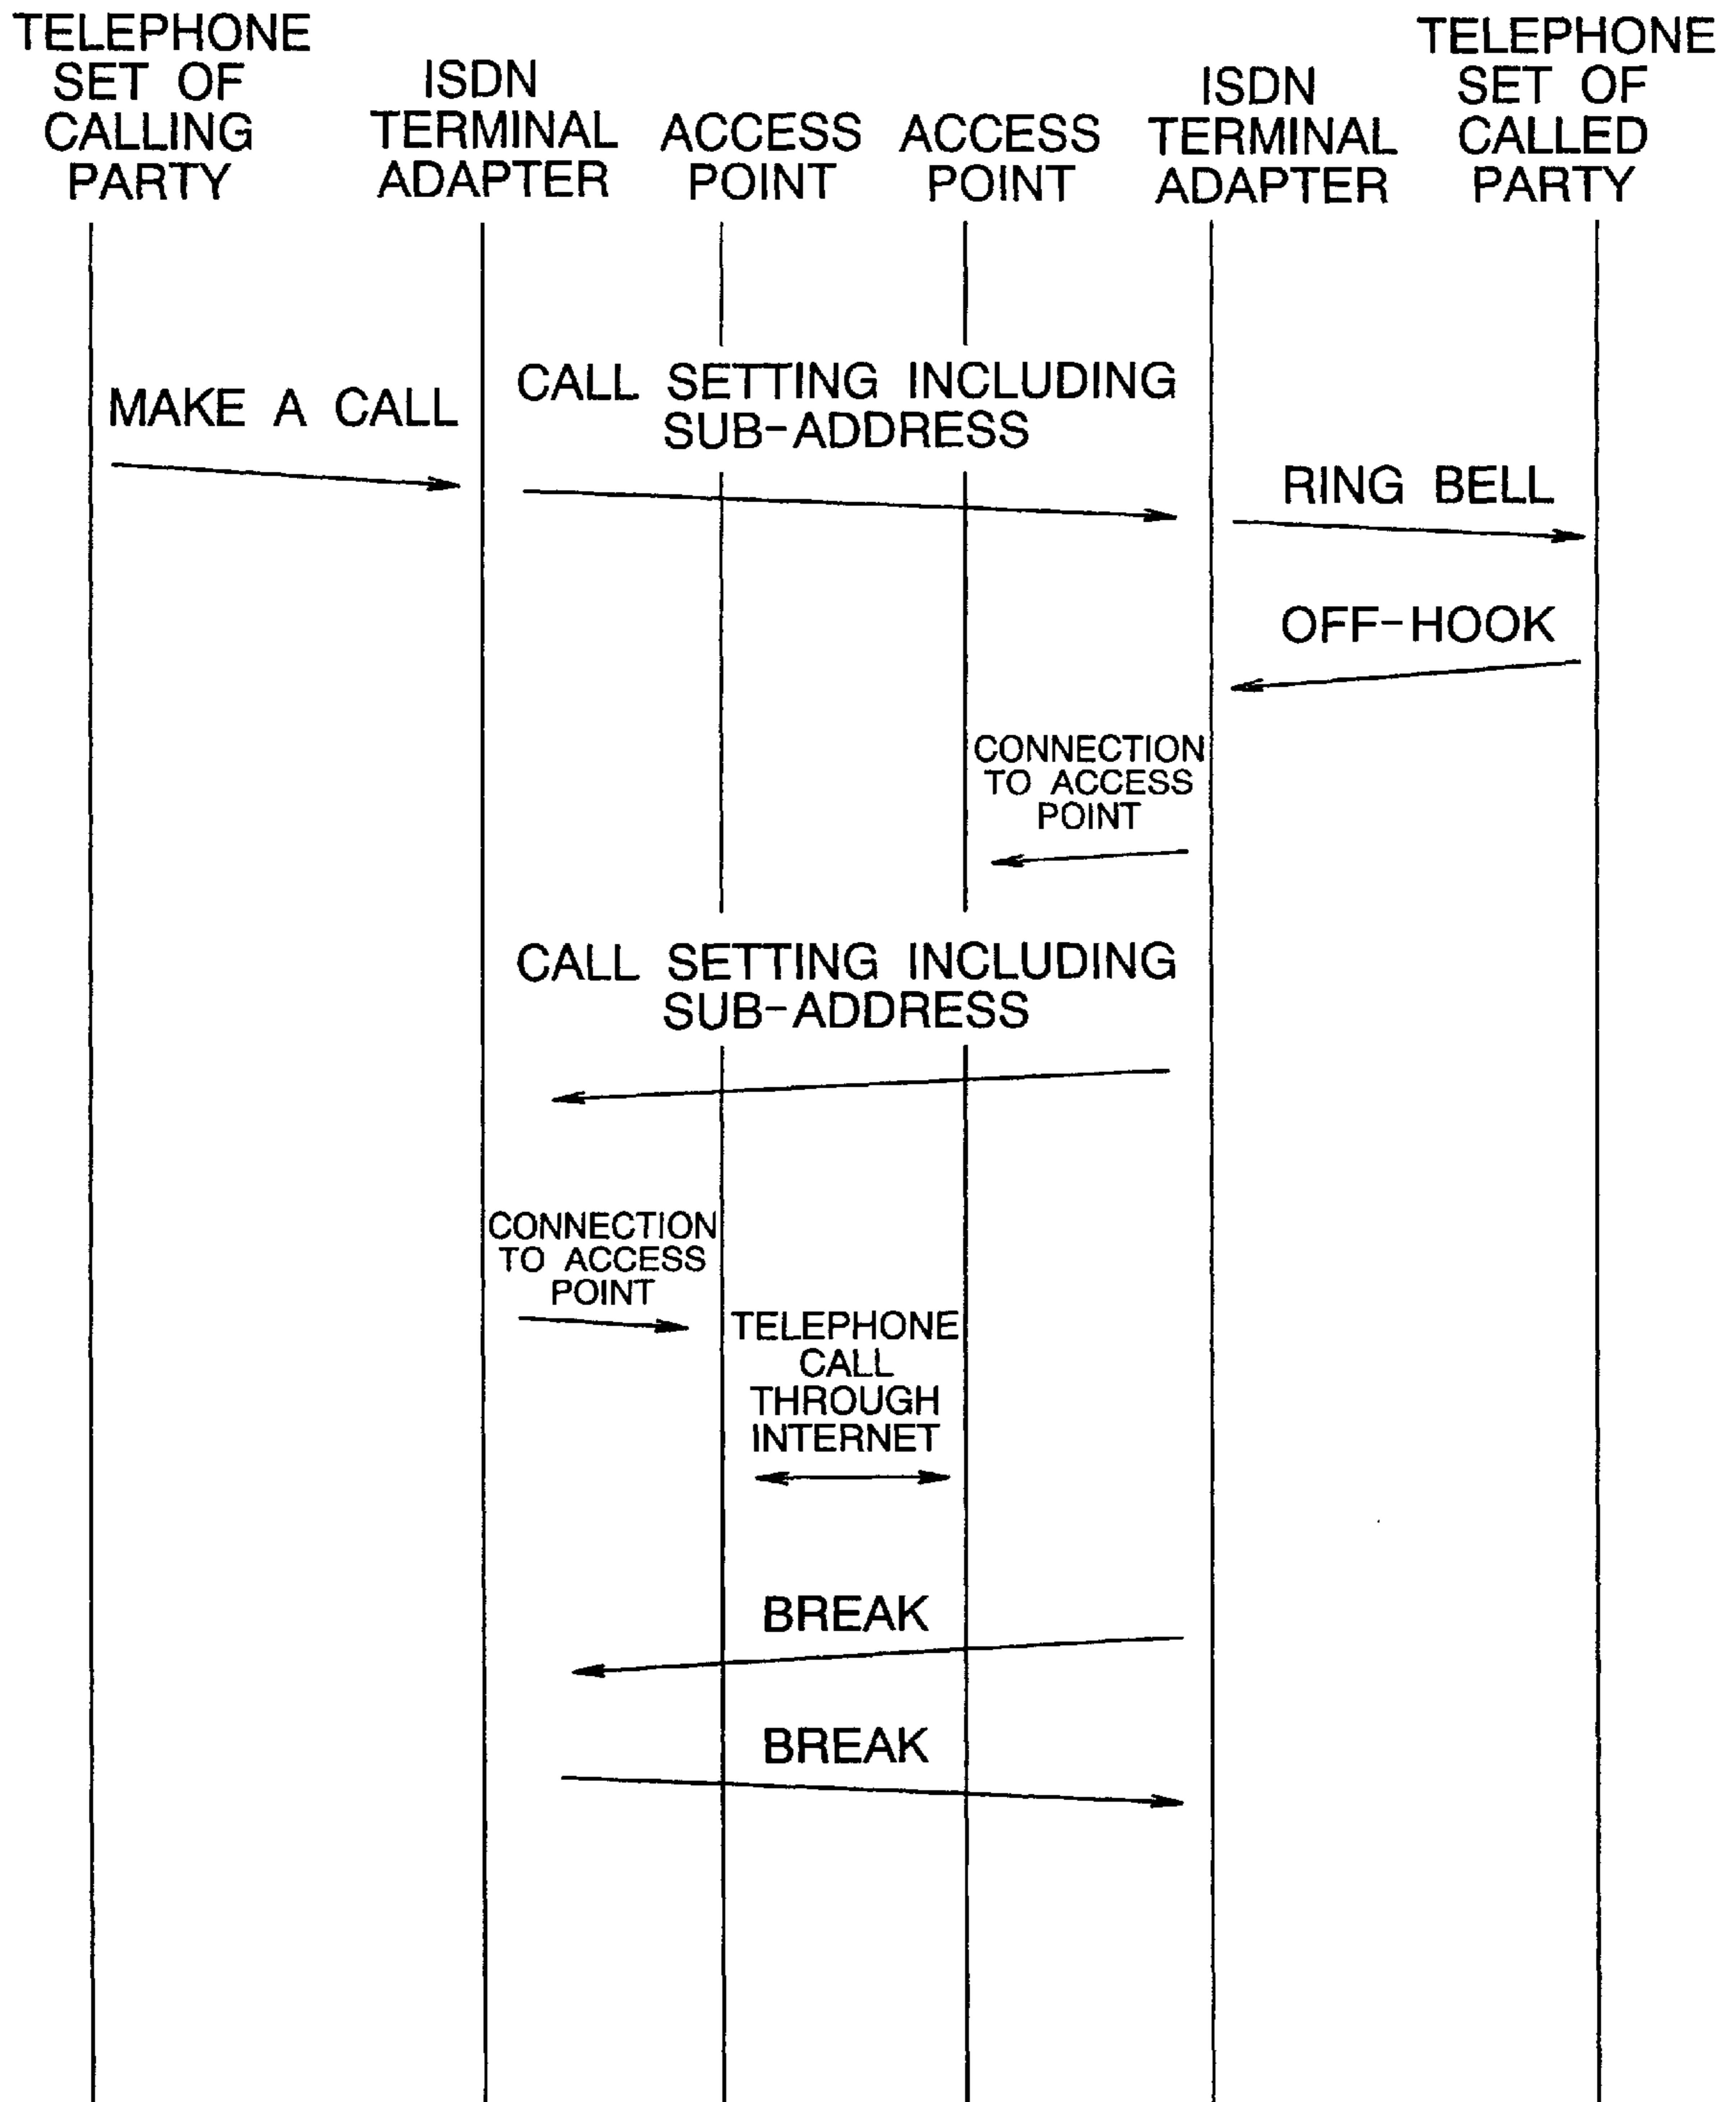 TELEPHONE
SET OF
CALLING
PARTY
ISDN
TERMINAL
ADAPTER
ACCESS
POINT
ACCESS
POINT
ISDN
TERMINAL
ADAPTER
TELEPHONE
SET OF
CALLED
PARTY
MAKE A CALL
CALL SETTING INCLUDING
SUB-ADDRESS
RING BELL
OFF-HOOK
CONNECTION
TO ACCESS
POINT
CALL SETTING INCLUDING
SUB-ADDRESS
CONNECTION
TO ACCESS
POINT
TELEPHONE
CALL
THROUGH
INTERNET
BREAK
BREAK